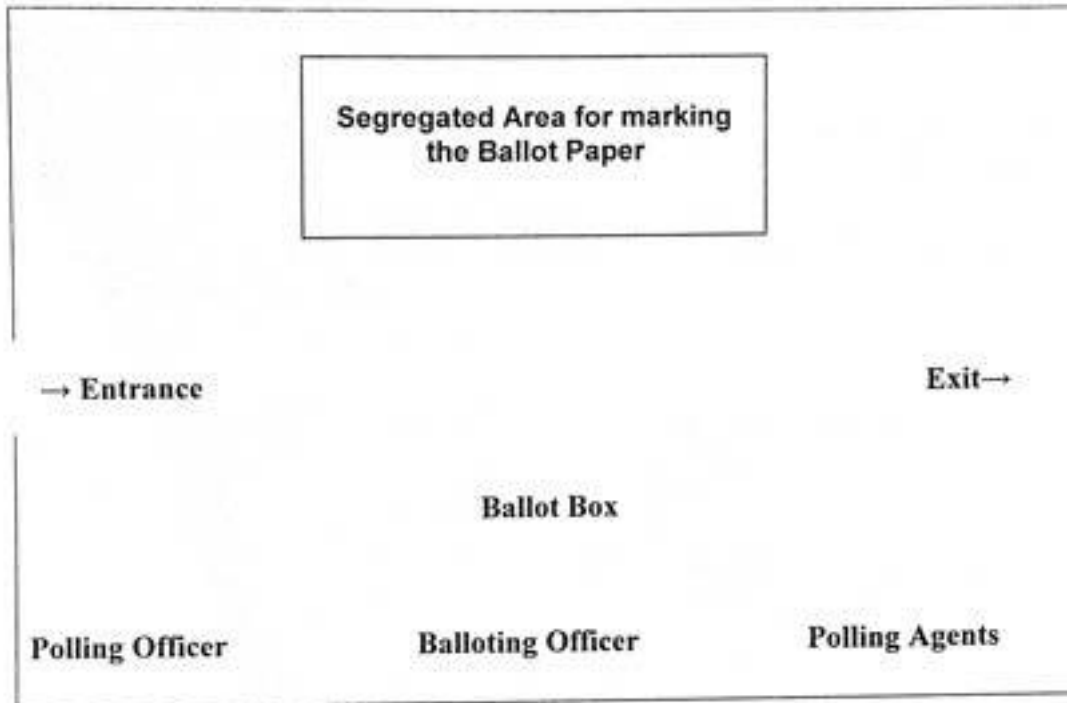 Segregated Area for marking
the Ballot Paper
→ Entrance
Exit→
Ballot Box
Polling Officer
Balloting Officer
Polling Agents